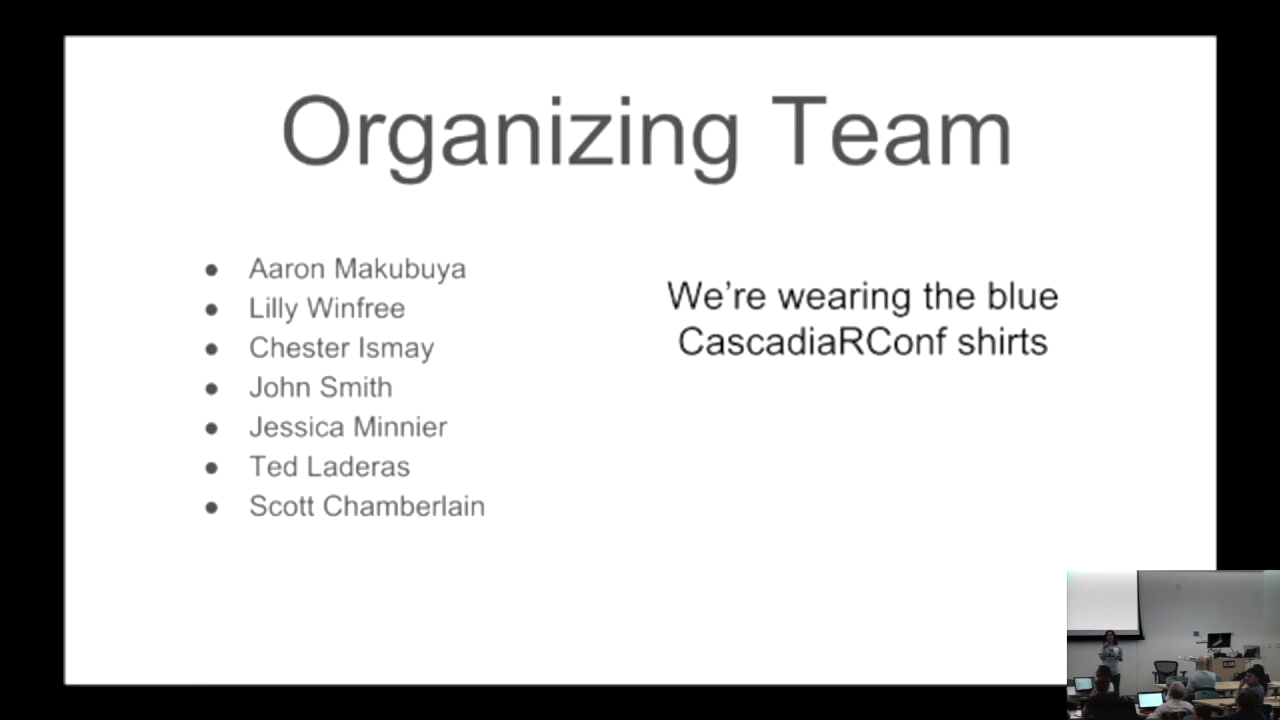 Organizing Team
● Aaron Makubuya
● Lilly Winfree
● Chester Ismay
● John Smith
● Jessica Minnier
● Ted Laderas
● Scott Chamberlain
We’re wearing the blue
CascadiaRConf shirts